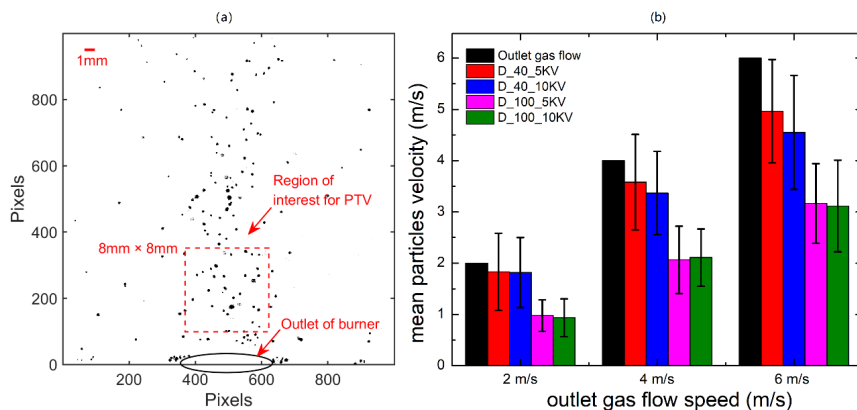 (a)
1mm
800
600
400
200
0
Pixels
Region of
interest for PTV
8mm × 8mm
Outlet of burner
200
400
600
800
Pixels
(b)
Outlet gas flow
D_40_5KV
D_40_10KV
D_100_5KV
D_100_10KV
6
5
4
3
2
1
0
mean particles velocity (m/s)
2 m/s
4 m/s
6 m/s
outlet gas flow speed (m/s)